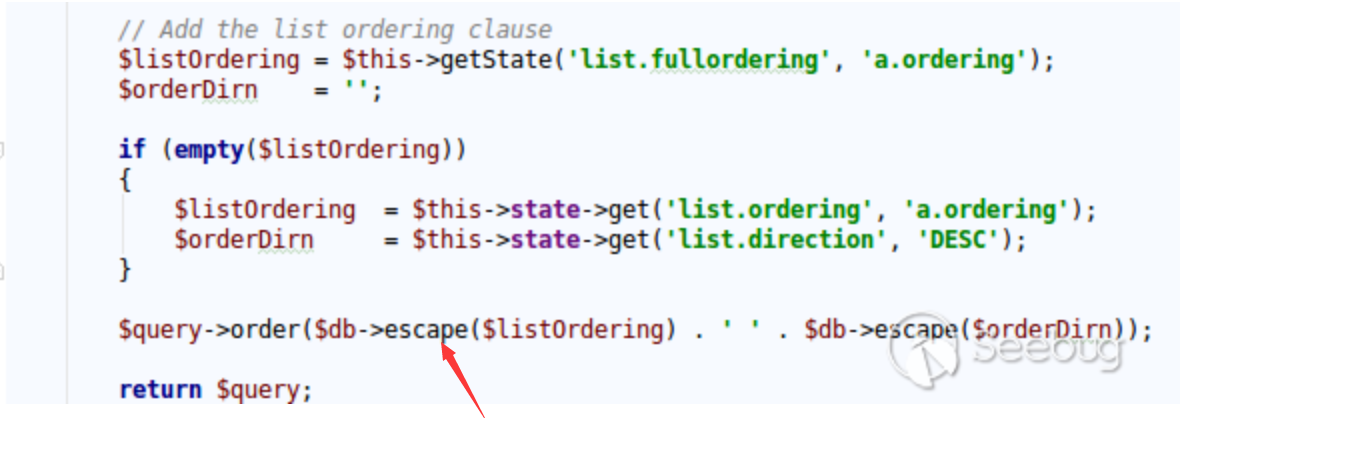 // Add the list ordering clause
$listOrdering = $this->getState('list.fullordering', 'a.ordering');
$orderDirn    = '';
if (empty($listOrdering))
{
    $listOrdering  = $this->state->get('list.ordering', 'a.ordering');
    $orderDirn     = $this->state->get('list.direction', 'DESC');
}
$query->order($db->escape($listOrdering) . ' ' . $db->escape($orderDirn));
Seebug
return $query;